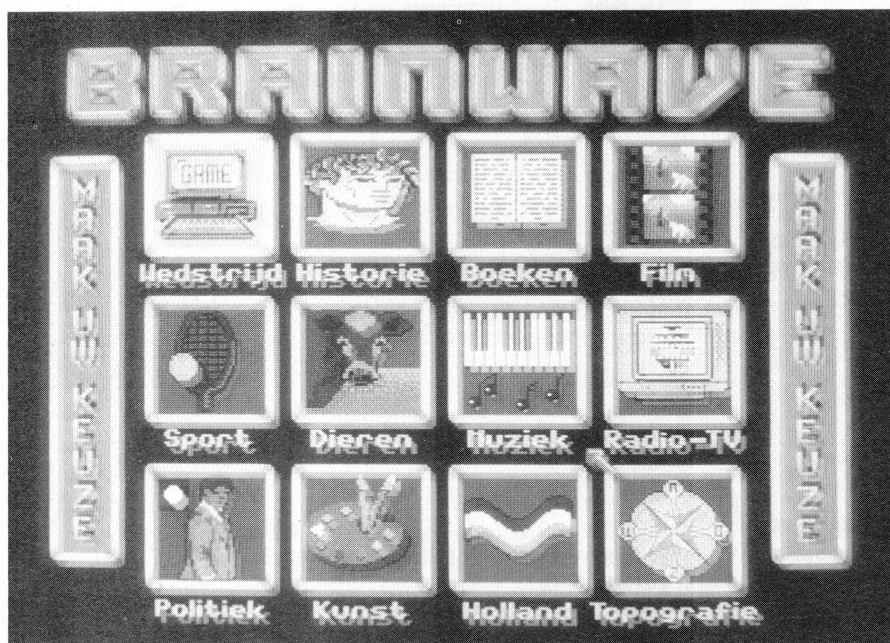 BRAINWAVE
MAAK UW KEUZE
GAME
Wedstrijd Historie Boeken Film
Sport Dieren Muziek Radio-TV
Politiek Kunst Holland Topografie
MAAK UW KEUZE